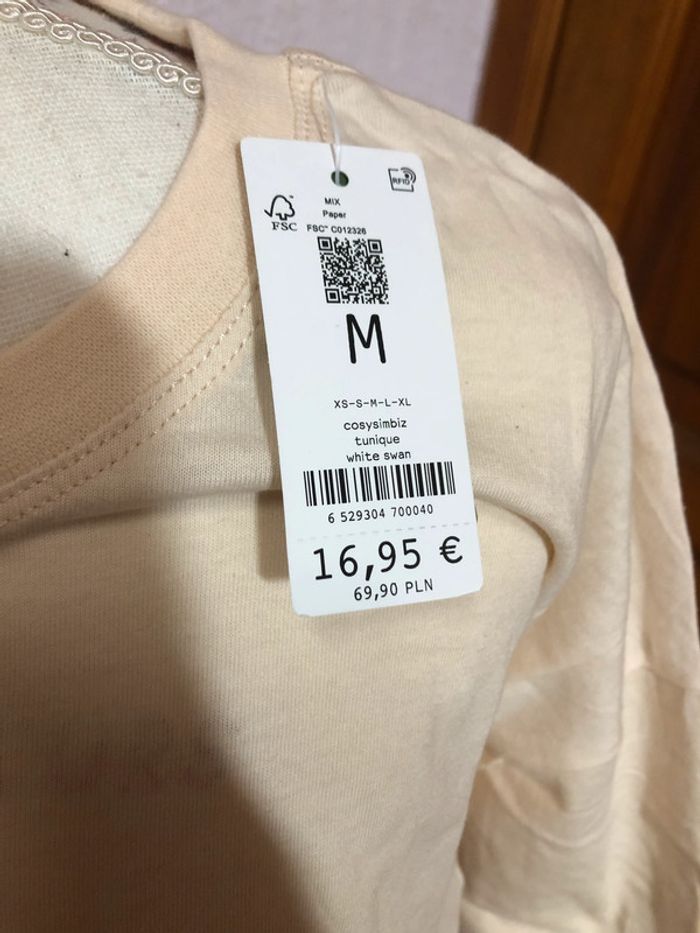 RFID
MIX
Paper
FSC™ C012326
FSC
M
XS-S-M-L-XL
cosysimbiz
tunique
white swan
6 529304 700040
16,95 €
69,90 PLN